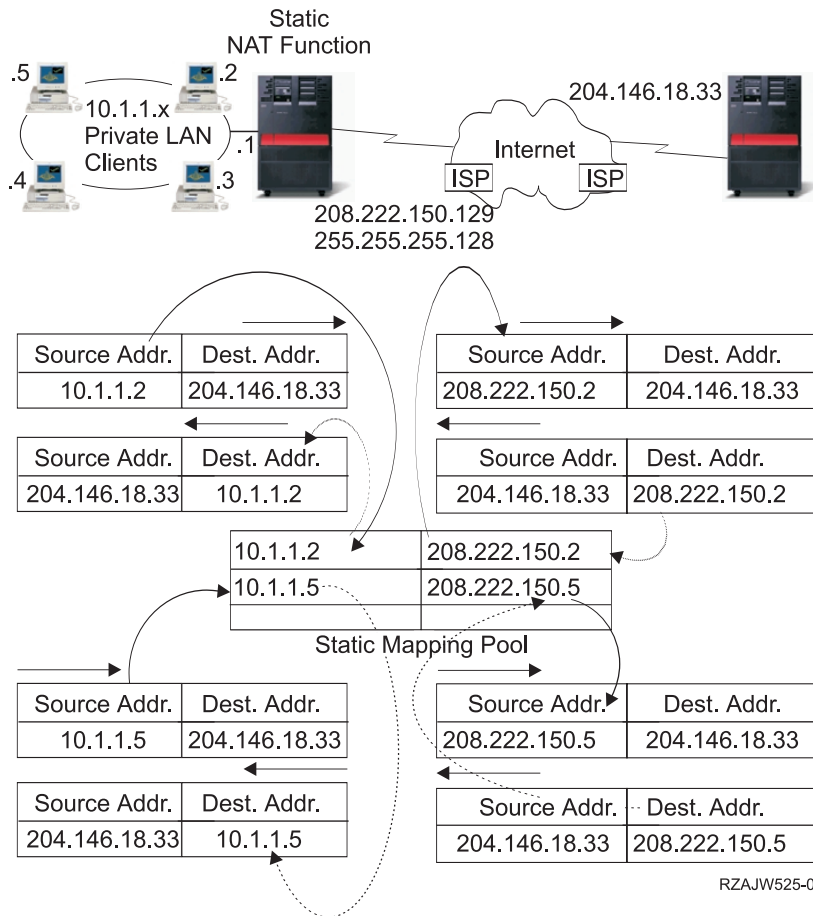 Static
NAT Function
.5
.2
10.1.1.x
Private LAN
Clients
.1
.4
.3
204.146.18.33
Internet
ISP
ISP
208.222.150.129
255.255.255.128
Source Addr. Dest. Addr.
10.1.1.2 204.146.18.33
Source Addr. Dest. Addr.
208.222.150.2 204.146.18.33
Source Addr. Dest. Addr.
204.146.18.33 10.1.1.2
Source Addr. Dest. Addr.
204.146.18.33 208.222.150.2
10.1.1.2 208.222.150.2
10.1.1.5 208.222.150.5
Static Mapping Pool
Source Addr. Dest. Addr.
10.1.1.5 204.146.18.33
Source Addr. Dest. Addr.
208.222.150.5 204.146.18.33
Source Addr. Dest. Addr.
204.146.18.33 10.1.1.5
Source Addr. Dest. Addr.
204.146.18.33 208.222.150.5
RZAJW525-0